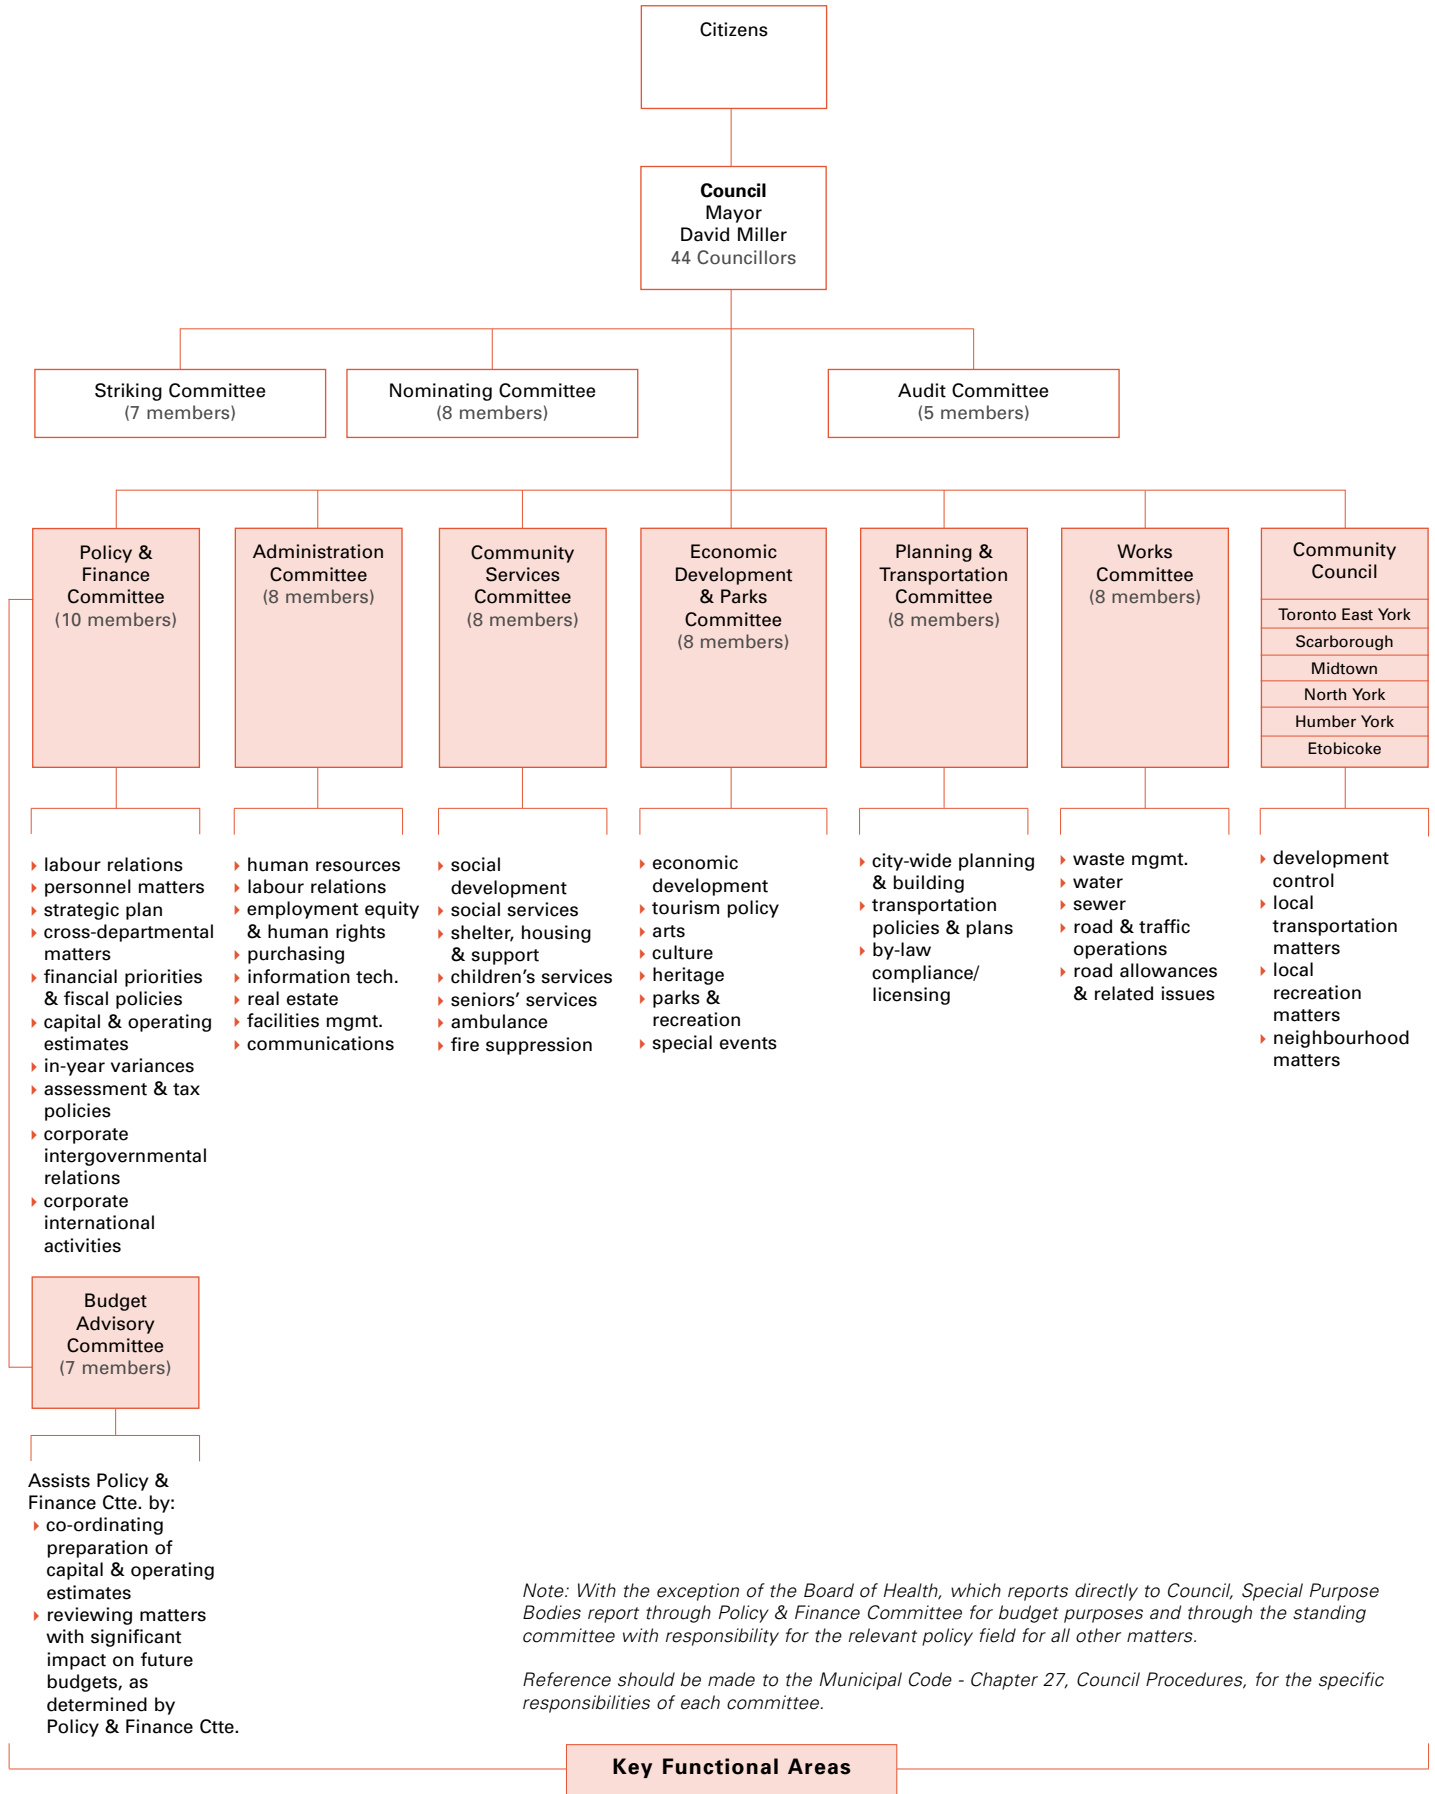 Citizens
Council
Mayor
David Miller
44 Councillors
Striking Committee
(7 members)
Nominating Committee
(8 members)
Audit Committee
(5 members)
Policy &
Finance
Committee
(10 members)
Administration
Committee
(8 members)
Community
Services
Committee
(8 members)
Economic
Development
& Parks
Committee
(8 members)
Planning &
Transportation
Committee
(8 members)
Works
Committee
(8 members)
Community
Council
Toronto East York
Scarborough
Midtown
North York
Humber York
Etobicoke
labour relations
personnel matters
strategic plan
cross-departmental
matters
financial priorities
& fiscal policies
capital & operating
estimates
in-year variances
assessment & tax
policies
corporate
intergovernmental
relations
corporate
international
activities
human resources
labour relations
employment equity
& human rights
purchasing
information tech.
real estate
facilities mgmt.
communications
social
development
social services
shelter, housing
& support
children's services
seniors' services
ambulance
fire suppression
economic
development
tourism policy
arts
culture
heritage
parks &
recreation
special events
city-wide planning
& building
transportation
policies & plans
by-law
compliance/
licensing
waste mgmt.
water
sewer
road & traffic
operations
road allowances
& related issues
development
control
local
transportation
matters
local
recreation
matters
neighbourhood
matters
Budget
Advisory
Committee
(7 members)
Assists Policy &
Finance Ctte. by:
co-ordinating
preparation of
capital & operating
estimates
reviewing matters
with significant
impact on future
budgets, as
determined by
Policy & Finance Ctte.
Note: With the exception of the Board of Health, which reports directly to Council, Special Purpose
Bodies report through Policy & Finance Committee for budget purposes and through the standing
committee with responsibility for the relevant policy field for all other matters.
Reference should be made to the Municipal Code - Chapter 27, Council Procedures, for the specific
responsibilities of each committee.
Key Functional Areas